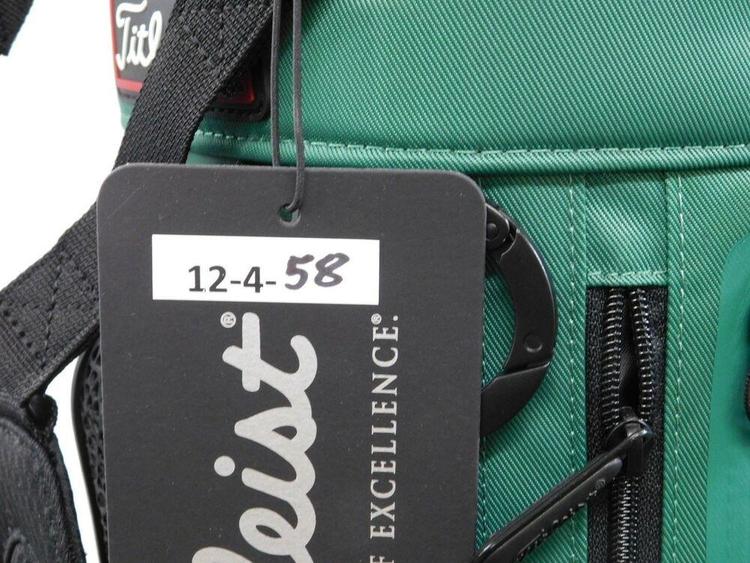 Titl
12-4-58
leist®
F EXCELLENCE.®